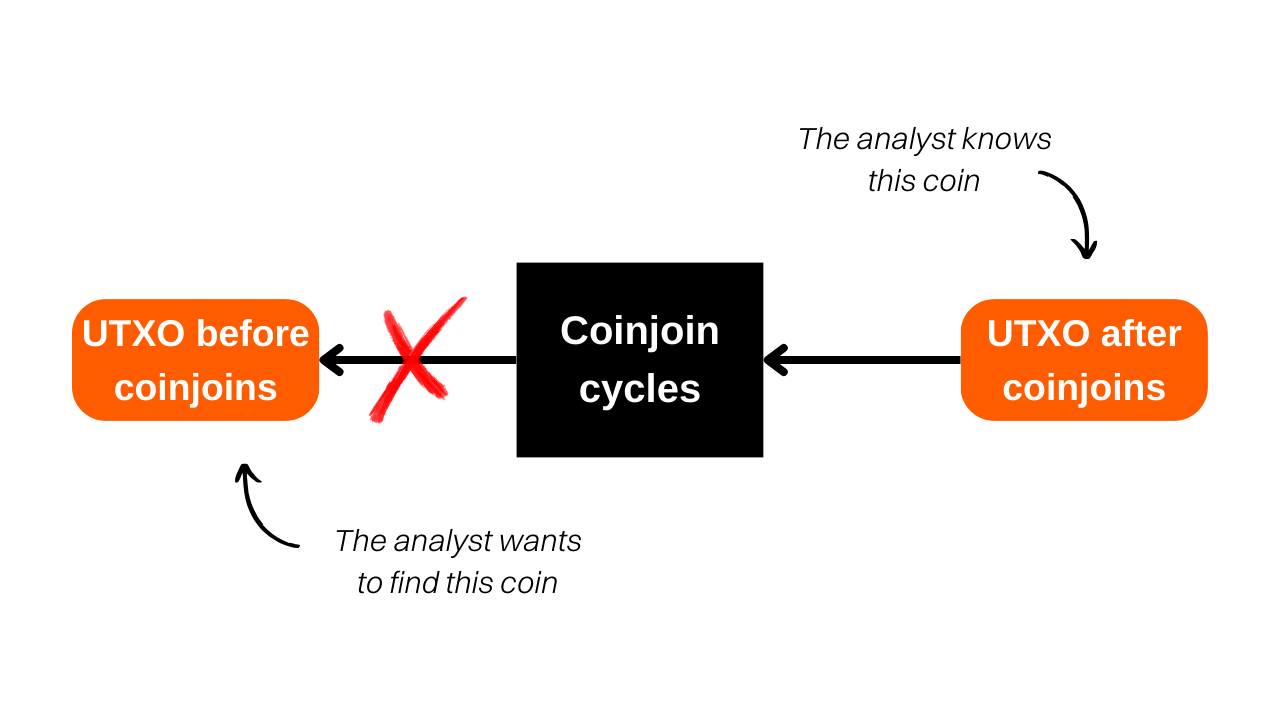 The analyst knows
this coin
UTXO before
coinjoins
Coinjoin
cycles
UTXO after
coinjoins
The analyst wants
to find this coin